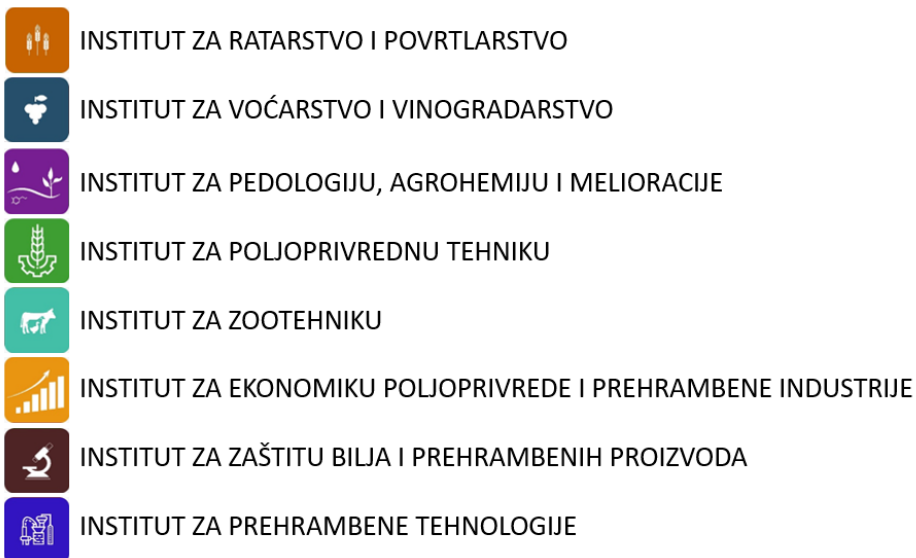 INSTITUT ZA RATARSTVO I POVRTLARSTVO
INSTITUT ZA VOĆARSTVO I VINOGRADARSTVO
INSTITUT ZA PEDOLOGIJU, AGROHEMIJU I MELIORACIJE
INSTITUT ZA POLJOPRIVREDNU TEHNIKU
INSTITUT ZA ZOOTEHNIKU
INSTITUT ZA EKONOMIKU POLJOPRIVREDE I PREHRAMBENE INDUSTRIJE
INSTITUT ZA ZAŠTITU BILJA I PREHRAMBENIH PROIZVODA
INSTITUT ZA PREHRAMBENE TEHNOLOGIJE